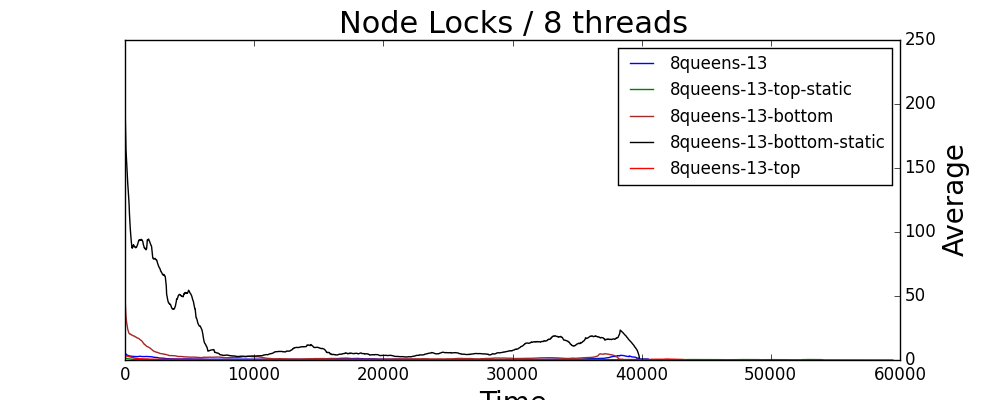 Node Locks / 8 threads
8queens-13
8queens-13-top-static
8queens-13-bottom
8queens-13-bottom-static
8queens-13-top
250
200
150
100
50
0
Average
0 10000 20000 30000 40000 50000 60000
Time